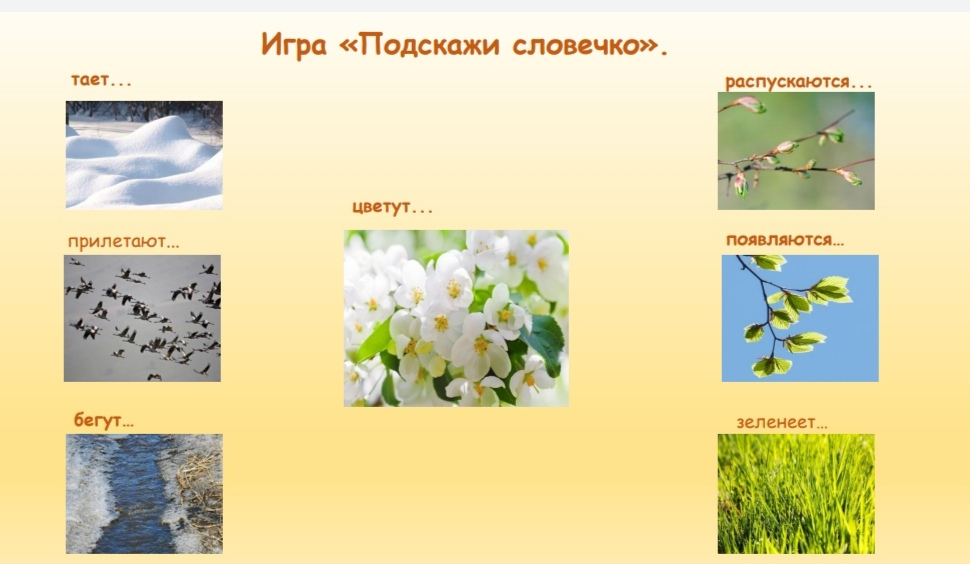 Игра «Подскажи словечко».
тает...
прилетают...
бегут...
цветут...
распускаются...
появляются...
зеленеет...